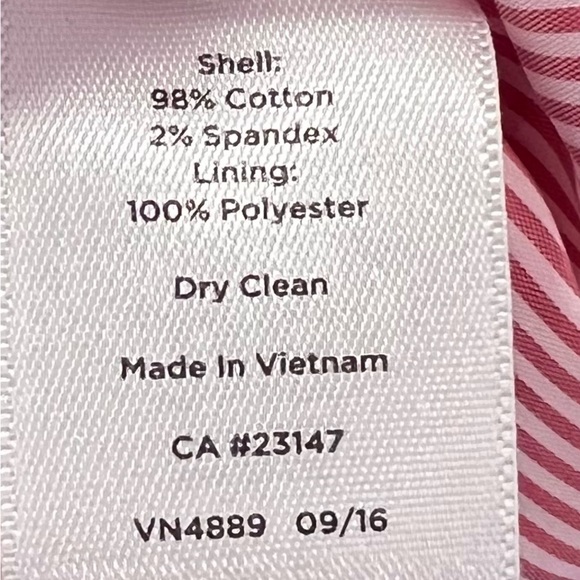 Shell:
98% Cotton
2% Spandex
Lining:
100% Polyester
Dry Clean
Made In Vietnam
CA #23147
VN4889 09/16